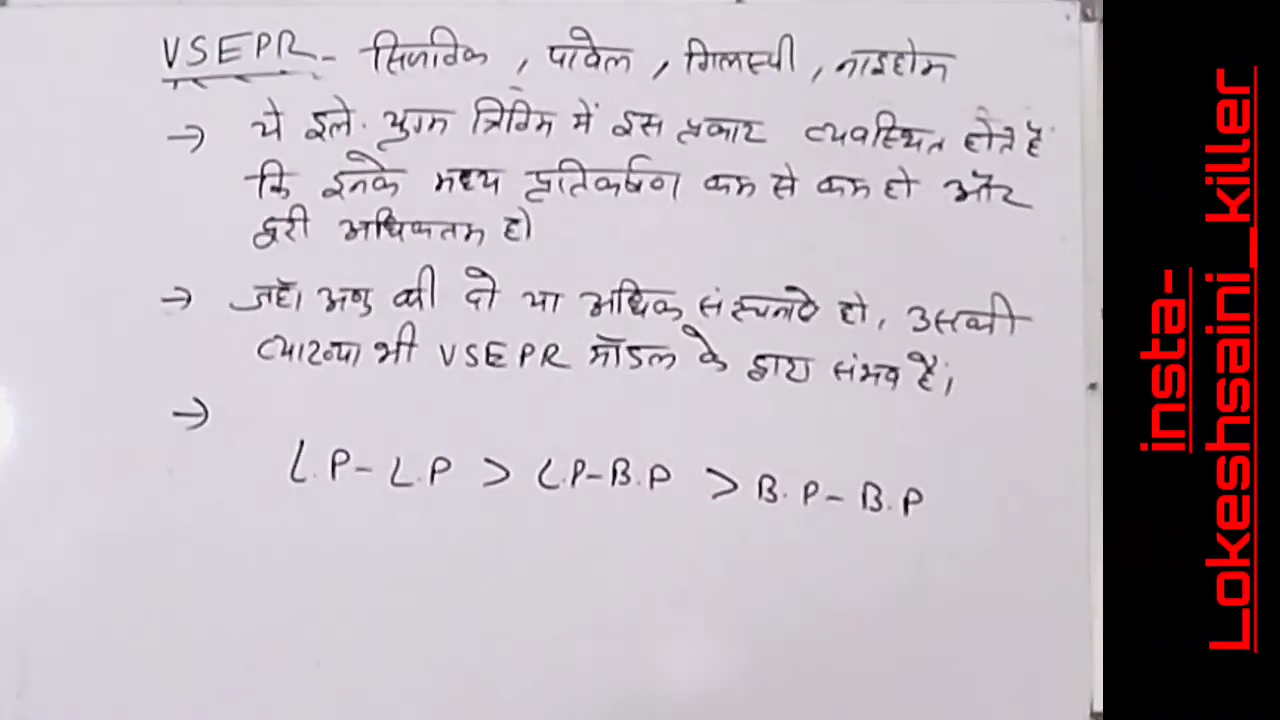 VSEPR - सिजविक, पावेल, गिलस्पी, नाइहोम
→ ये इले. युग्म त्रिविम में इस प्रकार व्यवस्थित होते हैं
कि इनके मध्य प्रतिकर्षण कम से कम हो और
दूरी अधिकतम हो
→ जहाँ अणु की दो या अधिक संरचनाऐ हो, उसकी
व्याख्या भी VSEPR मॉडल के द्वारा संभव है।
→
L.P - L.P > L.P-B.P > B.P - B.P
insta-
Lokeshsaini_killer